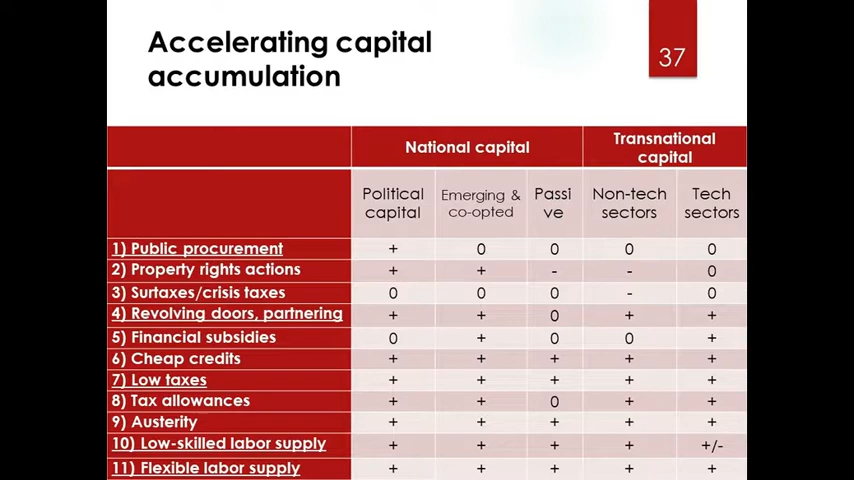 Accelerating capital
accumulation
37
National capital
Transnational
capital
Political
capital
Emerging &
co-opted
Passi
ve
Non-tech
sectors
Tech
sectors
1) Public procurement + 0 0 0 0
2) Property rights actions + + - - 0
3) Surtaxes/crisis taxes 0 0 0 - 0
4) Revolving doors, partnering + + 0 + +
5) Financial subsidies 0 + 0 0 +
6) Cheap credits + + + + +
7) Low taxes + + + + +
8) Tax allowances + + 0 + +
9) Austerity + + + + +
10) Low-skilled labor supply + + + + +/-
11) Flexible labor supply + + + + +